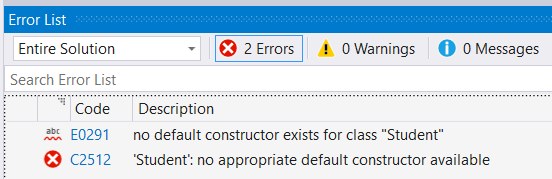 Error List
Entire Solution
2 Errors
0 Warnings
0 Messages
Search Error List
Code Description
abc E0291 no default constructor exists for class "Student"
C2512 'Student': no appropriate default constructor available